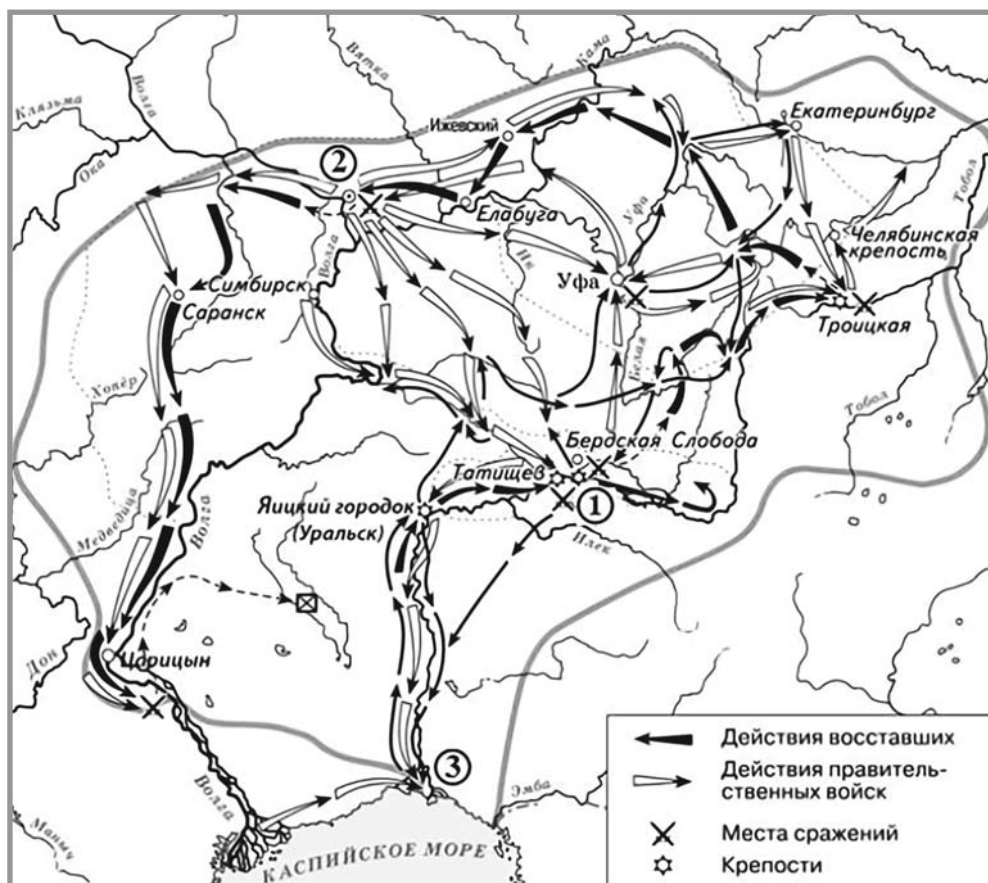 Клязьма
Волга
Вятка
Кама
Ока
Ижевский
Екатеринбург
Тобол
②
Елабуга
Уфа
Челябинская
крепость
Волга
Ик
Симбирск
Саранск
Уфа
Троицкая
Белая
Хопёр
Тобол
Бердская Слобода
Татищев
①
Яицкий городок
(Уральск)
Илек
Медведица
Волга
Дон
Царицын
③
Волга
Эмба
Маныч
КАСПИЙСКОЕ МОРЕ
Действия восставших
Действия правитель-
ственных войск
Места сражений
Крепости